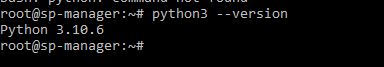 bash: python: command not found
root@sp-manager:~# python3 --version
Python 3.10.6
root@sp-manager:~#